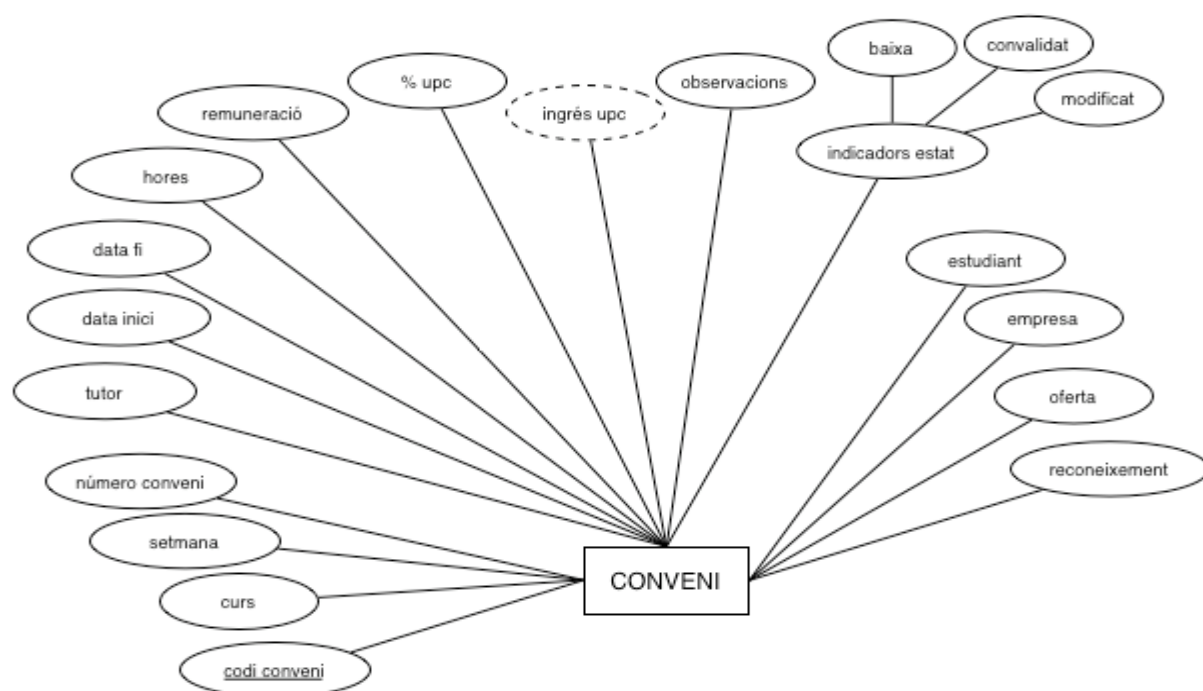 baixa
convalidat
% upc
observacions
modificat
remuneració
ingrés upc
indicadors estat
hores
data fi
estudiant
data inici
empresa
tutor
oferta
número conveni
reconeixement
setmana
CONVENI
curs
codi conveni